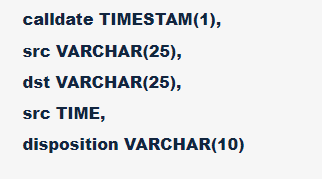 calldate TIMESTAM(1),
src VARCHAR(25),
dst VARCHAR(25),
src TIME,
disposition VARCHAR(10)